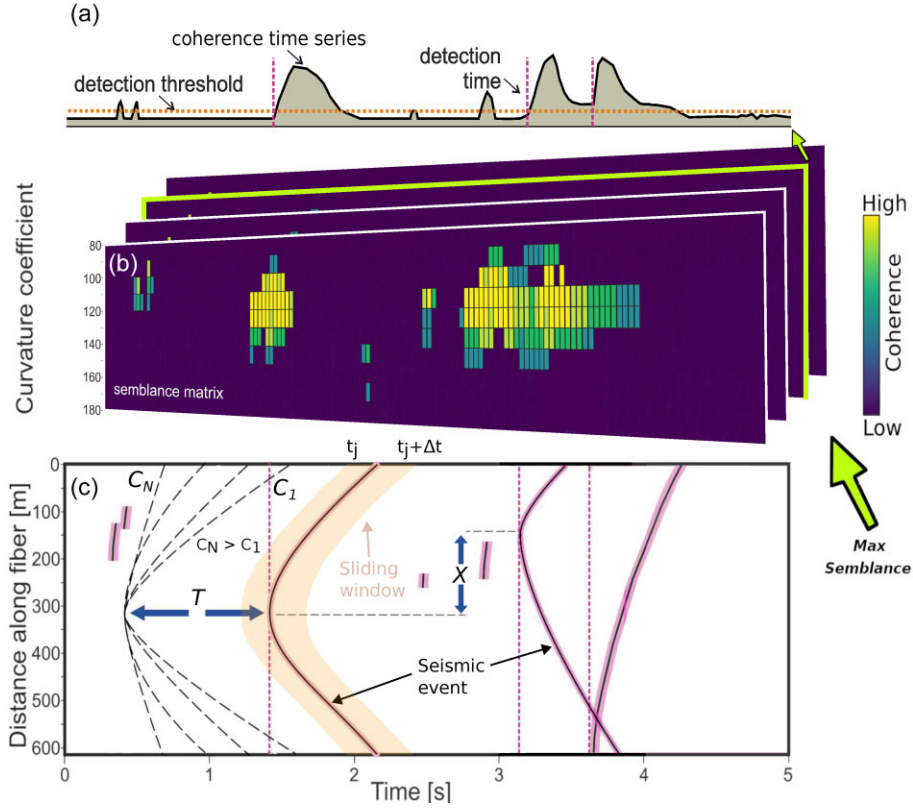 (a)
coherence time series
detection threshold
detection
time
(b)
Curvature coefficient
80
100
120
140
160
180
semblance matrix
High
Coherence
Low
t_j
t_j+Δt
(c)
C_N
C_1
C_N > C_1
T
Sliding
window
X
Seismic
event
Max
Semblance
Distance along fiber [m]
0
100
200
300
400
500
600
0
1
2
3
4
5
Time [s]